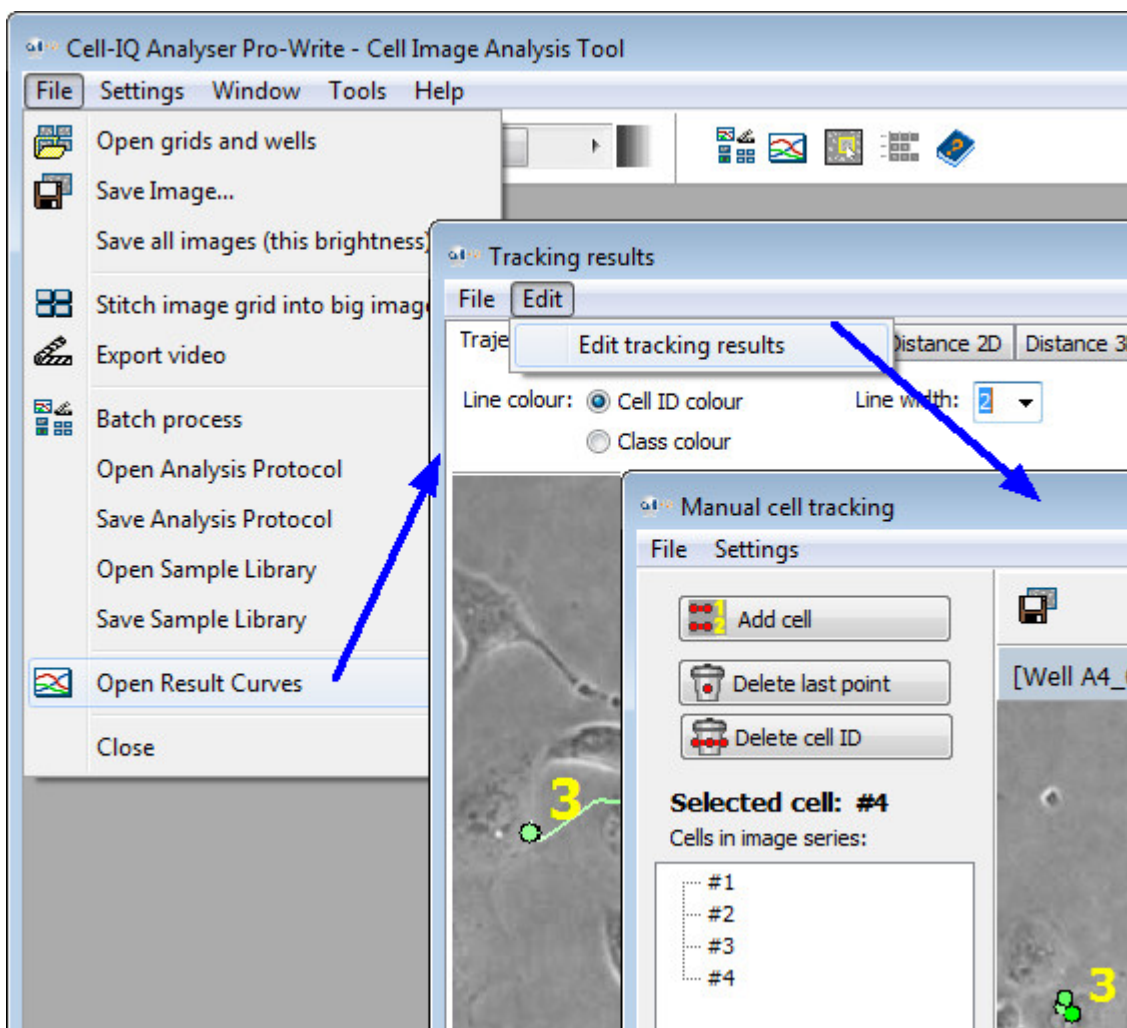 Cell-IQ Analyser Pro-Write - Cell Image Analysis Tool
File Settings Window Tools Help
Open grids and wells
Save Image...
Save all images (this brightness)
Stitch image grid into big
Export video
Batch process
Open Analysis Protocol
Save Analysis Protocol
Open Sample Library
Save Sample Library
Open Result Curves
Close
Tracking results
File Edit
Edit tracking results
Distance 2D Distance
Line colour: Cell ID colour
Class colour
Line width: 2
3
Manual cell tracking
File Settings
Add cell
Delete last point
Delete cell ID
Selected cell: #4
Cells in image series:
#1
#2
#3
#4
[Well A4_
3